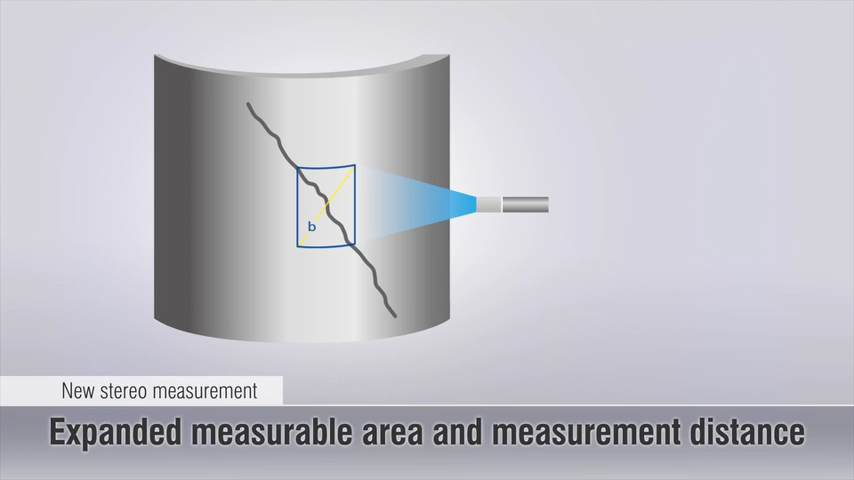 b
New stereo measurement
Expanded measurable area and measurement distance